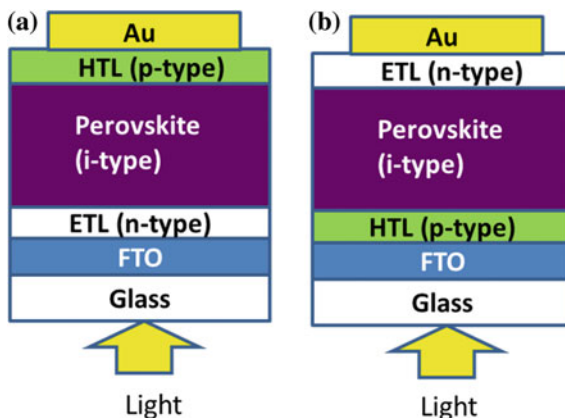 (a)
Au
HTL (p-type)
Perovskite
(i-type)
ETL (n-type)
FTO
Glass
Light
(b)
Au
ETL (n-type)
Perovskite
(i-type)
HTL (p-type)
FTO
Glass
Light